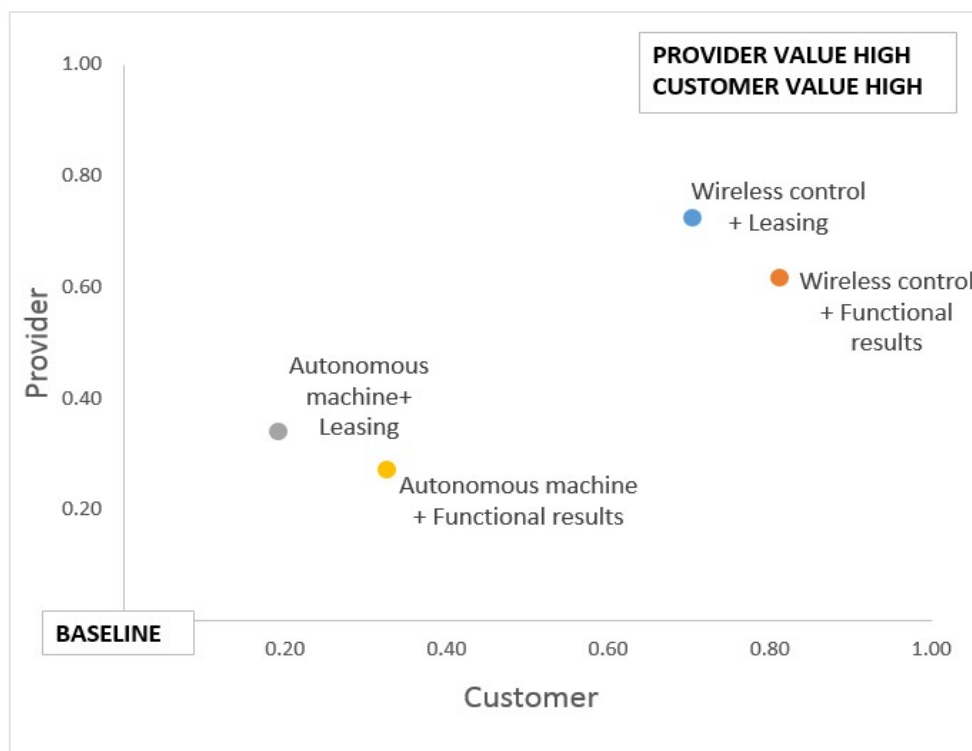 PROVIDER VALUE HIGH
CUSTOMER VALUE HIGH
1.00
0.80
0.60
0.40
0.20
Provider
Wireless control
+ Leasing
Wireless control
+ Functional
results
Autonomous
machine+
Leasing
Autonomous machine
+ Functional results
BASELINE
0.20
0.40
0.60
0.80
1.00
Customer